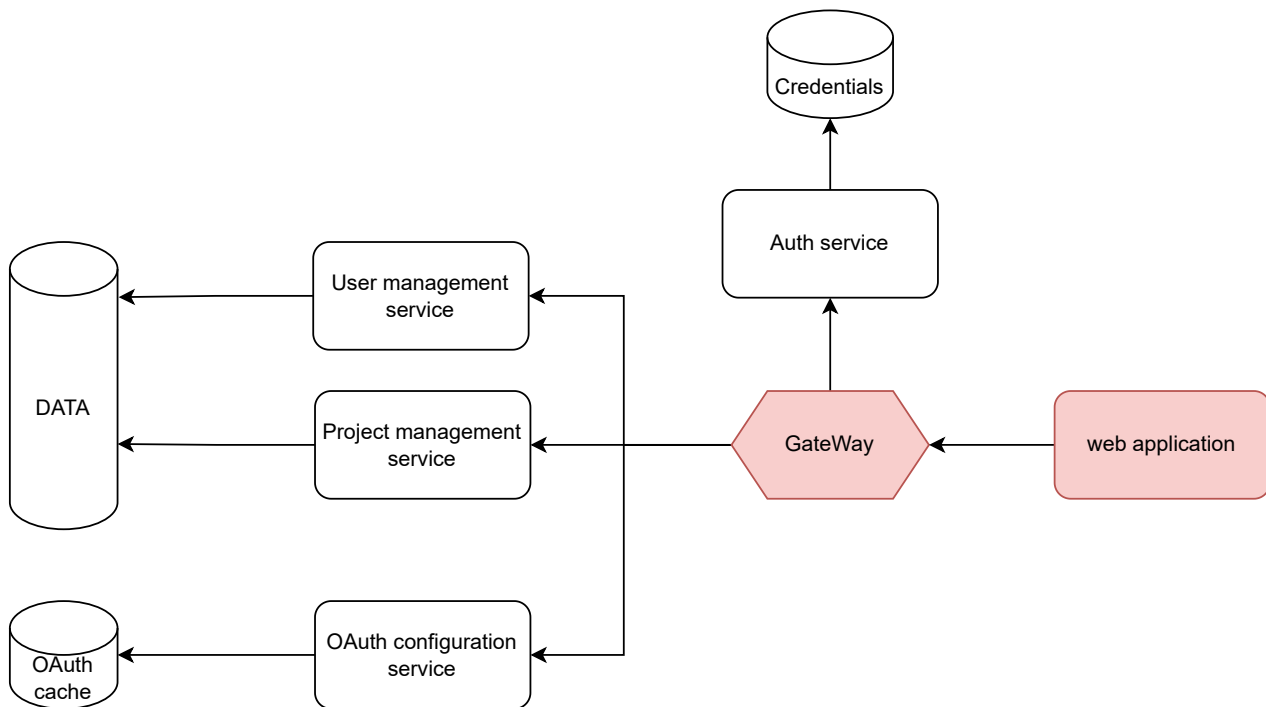 Credentials
Auth service
User management
service
DATA
Project management
service
GateWay
web application
OAuth configuration
service
OAuth
cache